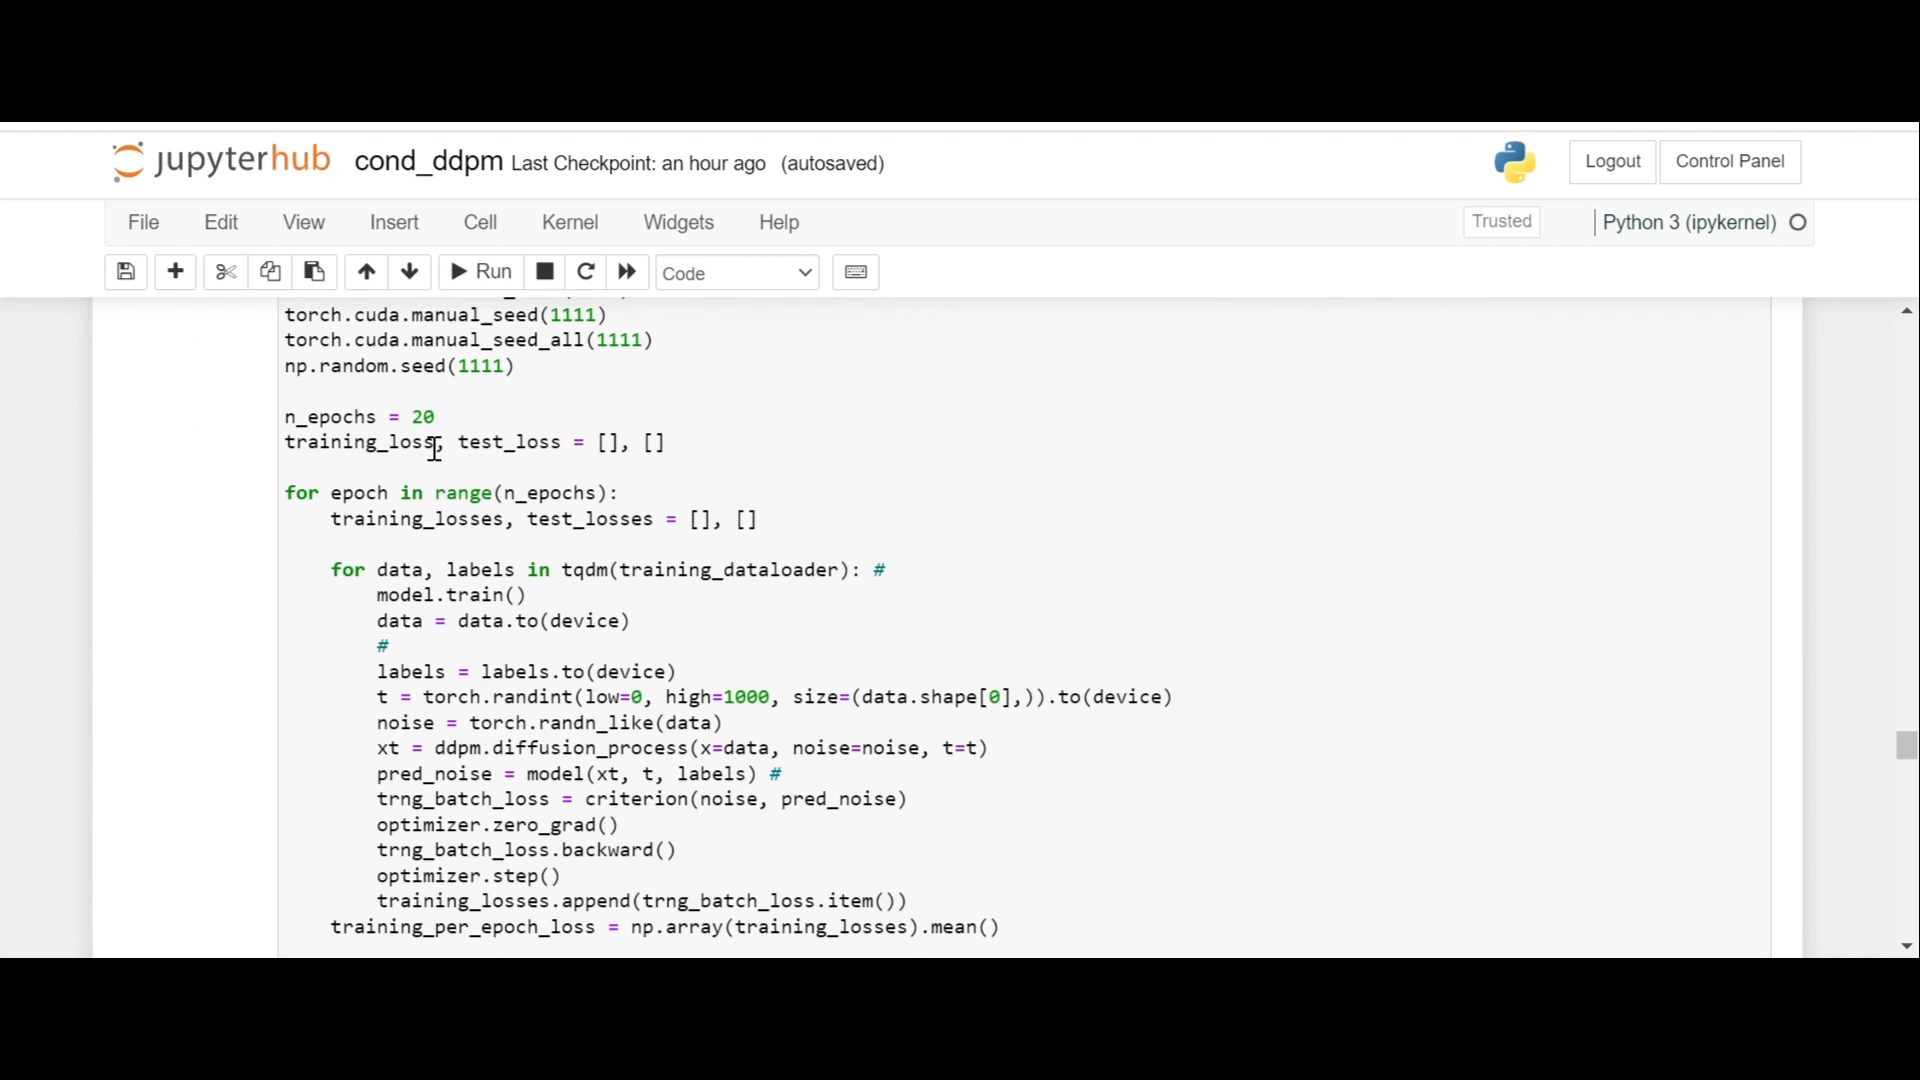 jupyterhub cond_ddpm Last Checkpoint: an hour ago (autosaved) Logout Control Panel
File Edit View Insert Cell Kernel Widgets Help Trusted Python 3 (ipykernel)
Run Code
torch.cuda.manual_seed(1111)
torch.cuda.manual_seed_all(1111)
np.random.seed(1111)
n_epochs = 20
training_loss, test_loss = [], []
for epoch in range(n_epochs):
    training_losses, test_losses = [], []
    for data, labels in tqdm(training_dataloader): #
        model.train()
        data = data.to(device)
        #
        labels = labels.to(device)
        t = torch.randint(low=0, high=1000, size=(data.shape[0],)).to(device)
        noise = torch.randn_like(data)
        xt = ddpm.diffusion_process(x=data, noise=noise, t=t)
        pred_noise = model(xt, t, labels) #
        trng_batch_loss = criterion(noise, pred_noise)
        optimizer.zero_grad()
        trng_batch_loss.backward()
        optimizer.step()
        training_losses.append(trng_batch_loss.item())
    training_per_epoch_loss = np.array(training_losses).mean()